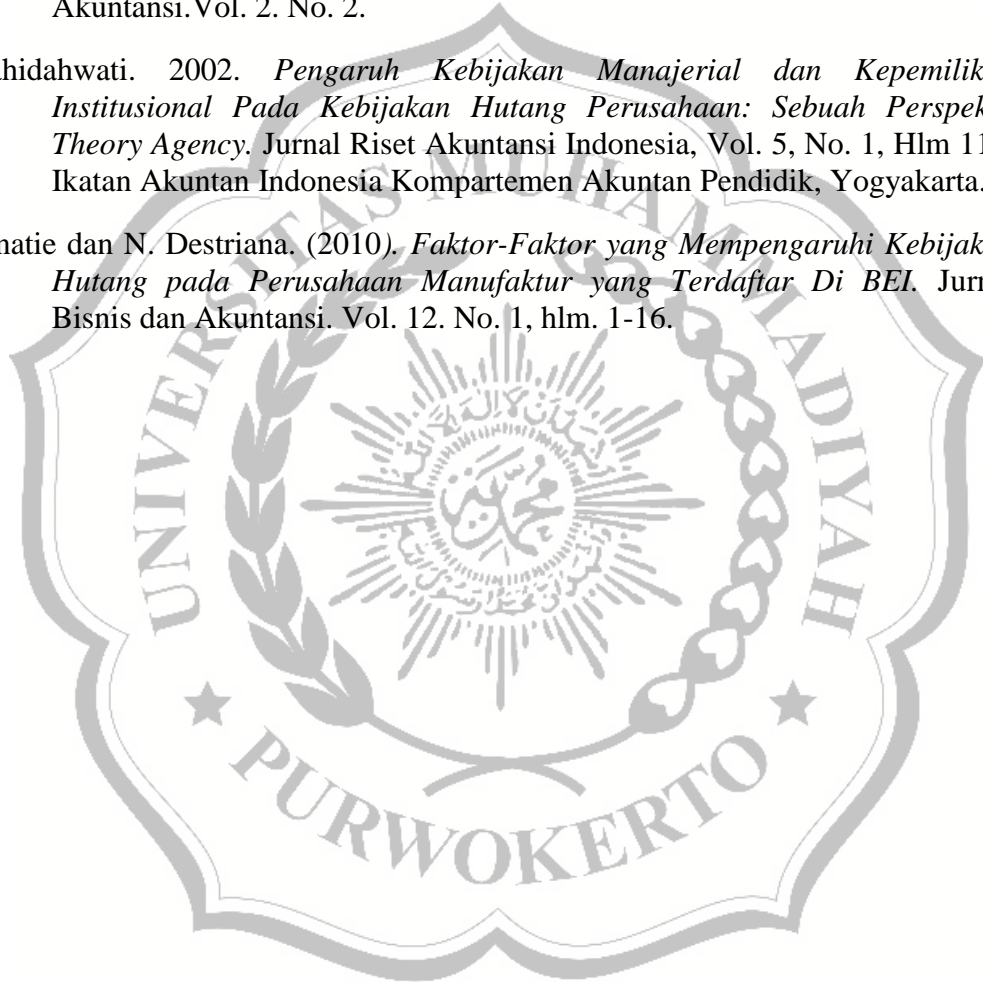 Akuntansi.Vol. 2. No. 2.
ahidahwati. 2002. Pengaruh Kebijakan Manajerial dan Kepemilik
Institusional Pada Kebijakan Hutang Perusahaan: Sebuah Perspek
Theory Agency. Jurnal Riset Akuntansi Indonesia, Vol. 5, No. 1, Hlm 11
Ikatan Akuntan Indonesia Kompartemen Akuntan Pendidik, Yogyakarta.
natie dan N. Destriana. (2010). Faktor-Faktor yang Mempengaruhi Kebijak
Hutang pada Perusahaan Manufaktur yang Terdaftar Di BEI. Jurn
Bisnis dan Akuntansi. Vol. 12. No. 1, hlm. 1-16.
UNIVERSITAS MUHAMMADIYAH
PURWOKERTO